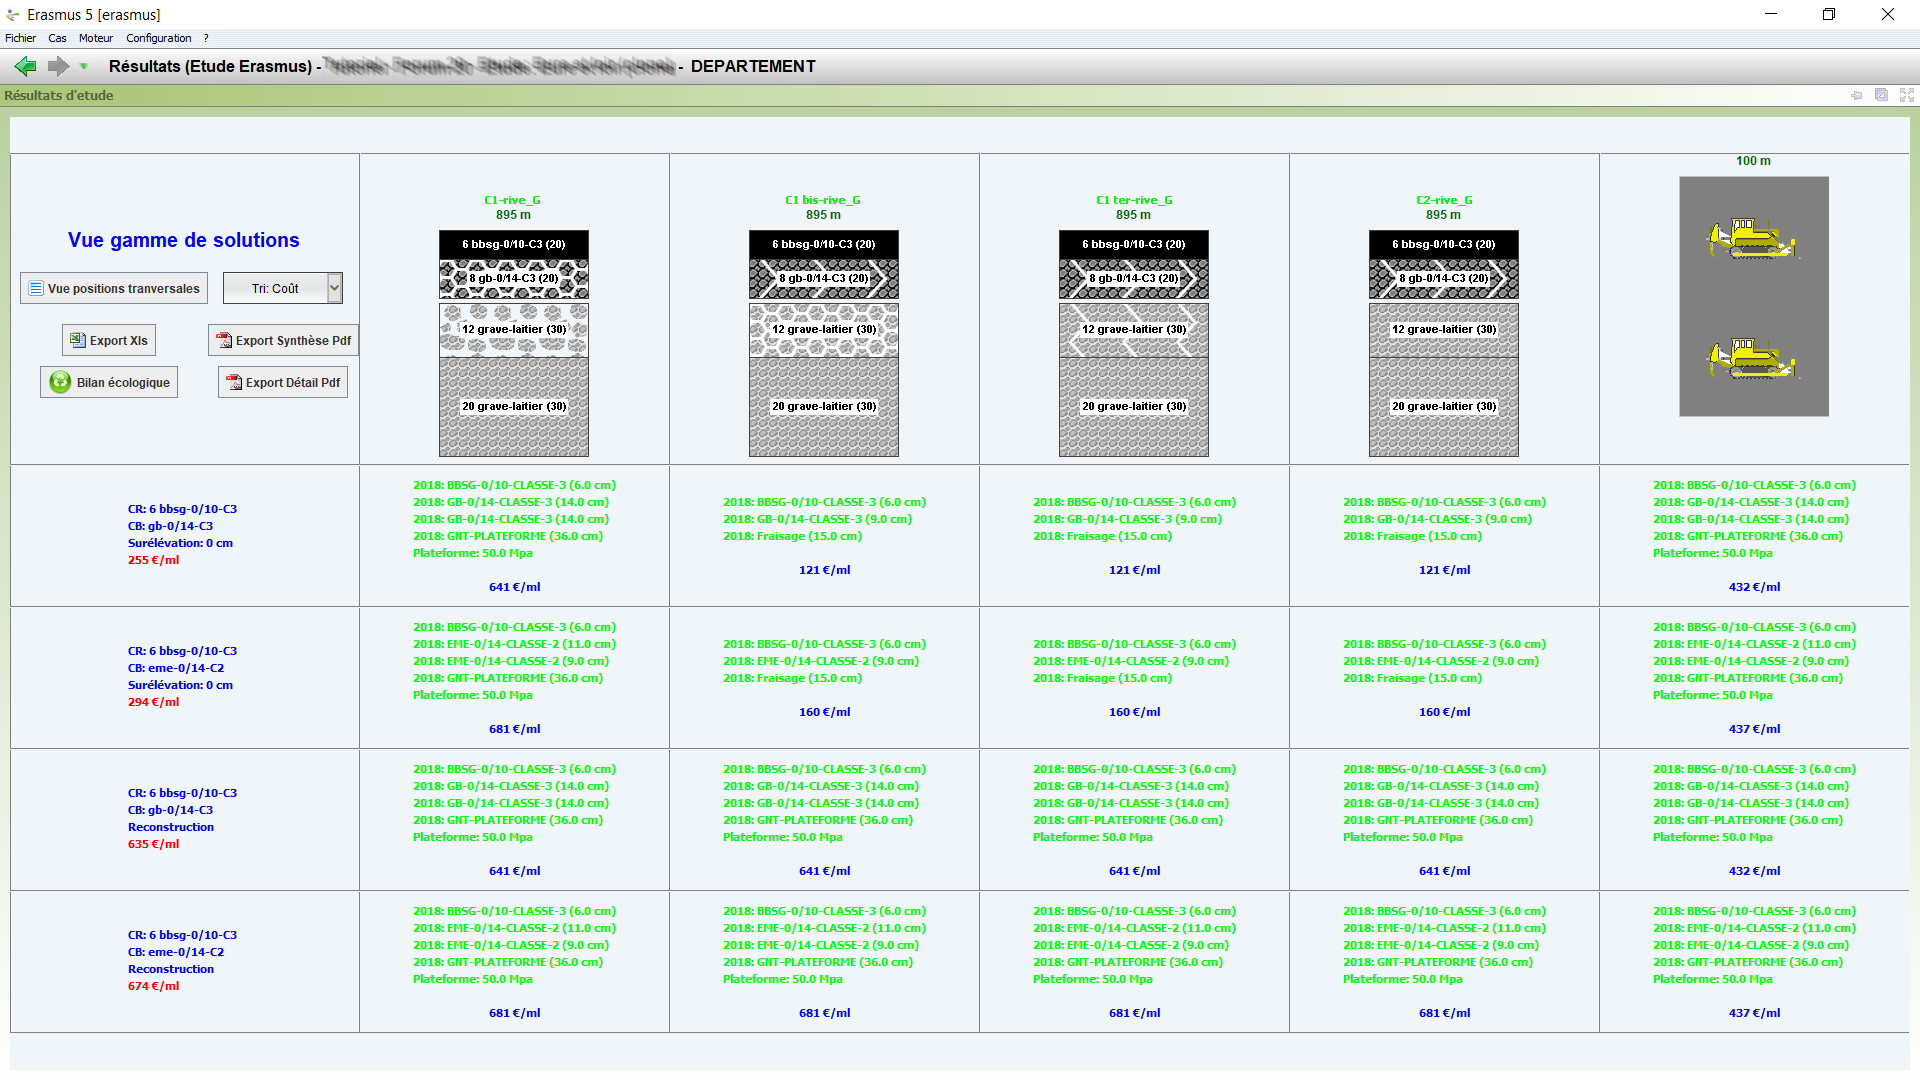 Erasmus 5 [erasmus]
Fichier Cas Moteur Configuration ?
Résultats (Etude Erasmus) - - DEPARTEMENT
Résultats d'etude
Vue gamme de solutions
Vue positions tranversales Tri: Coût
Export Xls Export Synthèse Pdf
Bilan écologique Export Détail Pdf
C1-rive_G
895 m
6 bbsg-0/10-C3 (20)
8 gb-0/14-C3 (20)
12 grave-laitier (30)
20 grave-laitier (30)
C1 bis-rive_G
895 m
6 bbsg-0/10-C3 (20)
8 gb-0/14-C3 (20)
12 grave-laitier (30)
20 grave-laitier (30)
C1 ter-rive_G
895 m
6 bbsg-0/10-C3 (20)
8 gb-0/14-C3 (20)
12 grave-laitier (30)
20 grave-laitier (30)
C2-rive_G
895 m
6 bbsg-0/10-C3 (20)
8 gb-0/14-C3 (20)
12 grave-laitier (30)
20 grave-laitier (30)
100 m
CR: 6 bbsg-0/10-C3
CB: gb-0/14-C3
Surélévation: 0 cm
255 €/ml
2018: BBSG-0/10-CLASSE-3 (6.0 cm)
2018: GB-0/14-CLASSE-3 (14.0 cm)
2018: GB-0/14-CLASSE-3 (14.0 cm)
2018: GNT-PLATEFORME (36.0 cm)
Plateforme: 50.0 Mpa
641 €/ml
2018: BBSG-0/10-CLASSE-3 (6.0 cm)
2018: GB-0/14-CLASSE-3 (9.0 cm)
2018: Fraisage (15.0 cm)
121 €/ml
2018: BBSG-0/10-CLASSE-3 (6.0 cm)
2018: GB-0/14-CLASSE-3 (9.0 cm)
2018: Fraisage (15.0 cm)
121 €/ml
2018: BBSG-0/10-CLASSE-3 (6.0 cm)
2018: GB-0/14-CLASSE-3 (9.0 cm)
2018: Fraisage (15.0 cm)
121 €/ml
2018: BBSG-0/10-CLASSE-3 (6.0 cm)
2018: GB-0/14-CLASSE-3 (14.0 cm)
2018: GB-0/14-CLASSE-3 (14.0 cm)
2018: GNT-PLATEFORME (36.0 cm)
Plateforme: 50.0 Mpa
432 €/ml
CR: 6 bbsg-0/10-C3
CB: eme-0/14-C2
Surélévation: 0 cm
294 €/ml
2018: BBSG-0/10-CLASSE-3 (6.0 cm)
2018: EME-0/14-CLASSE-2 (11.0 cm)
2018: EME-0/14-CLASSE-2 (9.0 cm)
2018: GNT-PLATEFORME (36.0 cm)
Plateforme: 50.0 Mpa
681 €/ml
2018: BBSG-0/10-CLASSE-3 (6.0 cm)
2018: EME-0/14-CLASSE-2 (9.0 cm)
2018: Fraisage (15.0 cm)
160 €/ml
2018: BBSG-0/10-CLASSE-3 (6.0 cm)
2018: EME-0/14-CLASSE-2 (9.0 cm)
2018: Fraisage (15.0 cm)
160 €/ml
2018: BBSG-0/10-CLASSE-3 (6.0 cm)
2018: EME-0/14-CLASSE-2 (9.0 cm)
2018: Fraisage (15.0 cm)
160 €/ml
2018: BBSG-0/10-CLASSE-3 (6.0 cm)
2018: EME-0/14-CLASSE-2 (11.0 cm)
2018: EME-0/14-CLASSE-2 (9.0 cm)
2018: GNT-PLATEFORME (36.0 cm)
Plateforme: 50.0 Mpa
437 €/ml
CR: 6 bbsg-0/10-C3
CB: gb-0/14-C3
Reconstruction
635 €/ml
2018: BBSG-0/10-CLASSE-3 (6.0 cm)
2018: GB-0/14-CLASSE-3 (14.0 cm)
2018: GB-0/14-CLASSE-3 (14.0 cm)
2018: GNT-PLATEFORME (36.0 cm)
Plateforme: 50.0 Mpa
641 €/ml
2018: BBSG-0/10-CLASSE-3 (6.0 cm)
2018: GB-0/14-CLASSE-3 (14.0 cm)
2018: GB-0/14-CLASSE-3 (14.0 cm)
2018: GNT-PLATEFORME (36.0 cm)
Plateforme: 50.0 Mpa
641 €/ml
2018: BBSG-0/10-CLASSE-3 (6.0 cm)
2018: GB-0/14-CLASSE-3 (14.0 cm)
2018: GB-0/14-CLASSE-3 (14.0 cm)
2018: GNT-PLATEFORME (36.0 cm)
Plateforme: 50.0 Mpa
641 €/ml
2018: BBSG-0/10-CLASSE-3 (6.0 cm)
2018: GB-0/14-CLASSE-3 (14.0 cm)
2018: GB-0/14-CLASSE-3 (14.0 cm)
2018: GNT-PLATEFORME (36.0 cm)
Plateforme: 50.0 Mpa
641 €/ml
2018: BBSG-0/10-CLASSE-3 (6.0 cm)
2018: GB-0/14-CLASSE-3 (14.0 cm)
2018: GB-0/14-CLASSE-3 (14.0 cm)
2018: GNT-PLATEFORME (36.0 cm)
Plateforme: 50.0 Mpa
432 €/ml
CR: 6 bbsg-0/10-C3
CB: eme-0/14-C2
Reconstruction
674 €/ml
2018: BBSG-0/10-CLASSE-3 (6.0 cm)
2018: EME-0/14-CLASSE-2 (11.0 cm)
2018: EME-0/14-CLASSE-2 (9.0 cm)
2018: GNT-PLATEFORME (36.0 cm)
Plateforme: 50.0 Mpa
681 €/ml
2018: BBSG-0/10-CLASSE-3 (6.0 cm)
2018: EME-0/14-CLASSE-2 (11.0 cm)
2018: EME-0/14-CLASSE-2 (9.0 cm)
2018: GNT-PLATEFORME (36.0 cm)
Plateforme: 50.0 Mpa
681 €/ml
2018: BBSG-0/10-CLASSE-3 (6.0 cm)
2018: EME-0/14-CLASSE-2 (11.0 cm)
2018: EME-0/14-CLASSE-2 (9.0 cm)
2018: GNT-PLATEFORME (36.0 cm)
Plateforme: 50.0 Mpa
681 €/ml
2018: BBSG-0/10-CLASSE-3 (6.0 cm)
2018: EME-0/14-CLASSE-2 (11.0 cm)
2018: EME-0/14-CLASSE-2 (9.0 cm)
2018: GNT-PLATEFORME (36.0 cm)
Plateforme: 50.0 Mpa
681 €/ml
2018: BBSG-0/10-CLASSE-3 (6.0 cm)
2018: EME-0/14-CLASSE-2 (11.0 cm)
2018: EME-0/14-CLASSE-2 (9.0 cm)
2018: GNT-PLATEFORME (36.0 cm)
Plateforme: 50.0 Mpa
437 €/ml